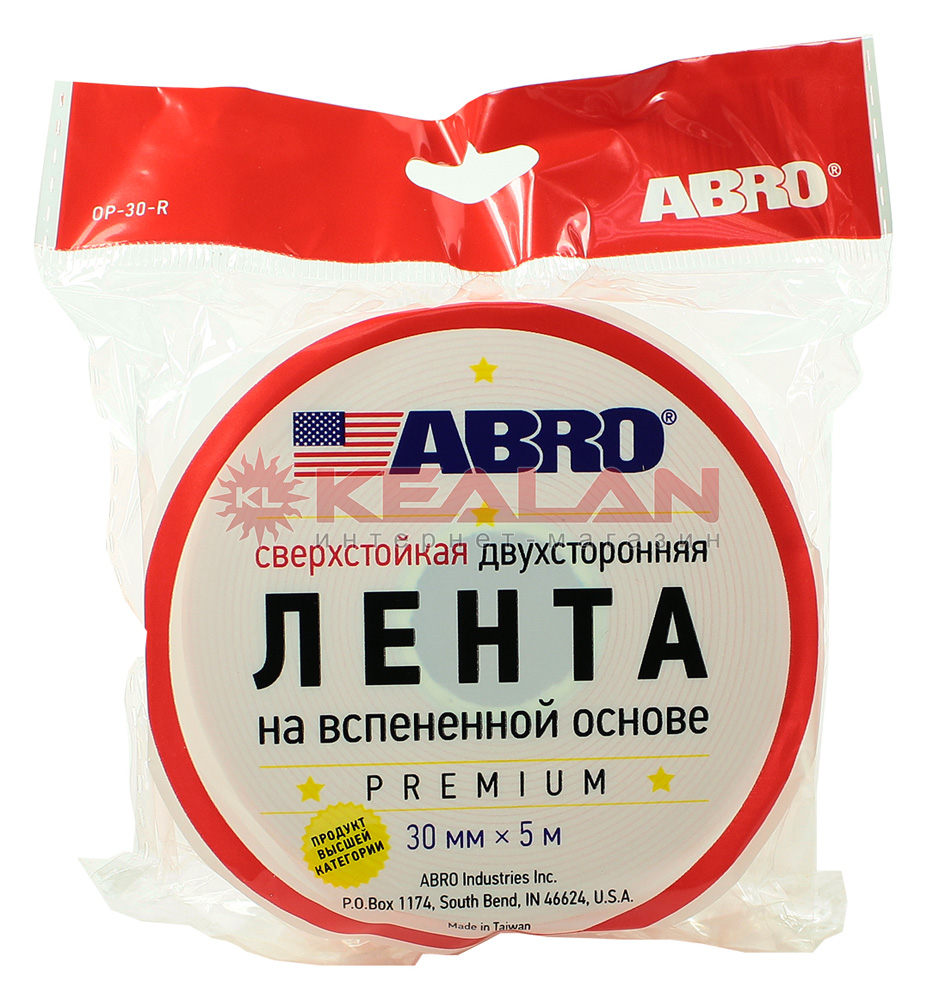 OP-30-R
ABRO®
ABRO®
KL KEALAN
интернет-магазин
сверхстойкая двухсторонняя
ЛЕНТА
на вспененной основе
PREMIUM
ПРОДУКТ
ВЫСШЕЙ
КАТЕГОРИИ
30 мм × 5 м
ABRO Industries Inc.
P.O.Box 1174, South Bend, IN 46624, U.S.A.
Made in Taiwan